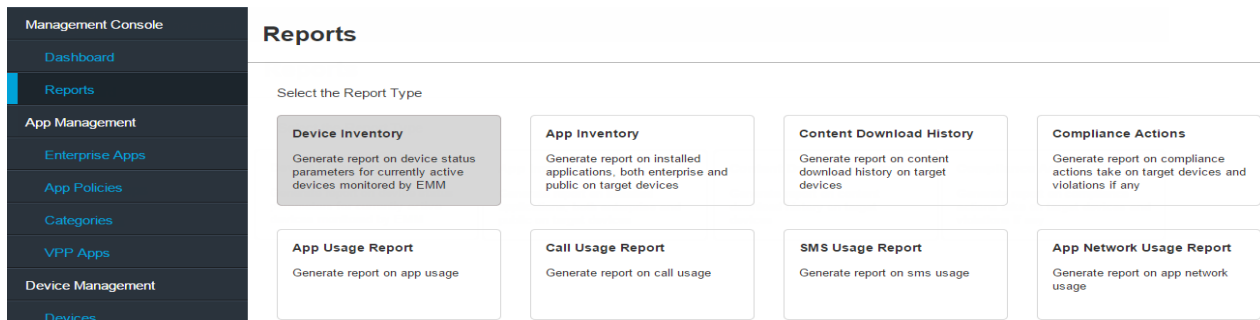 Management Console
Dashboard
Reports
App Management
Enterprise Apps
App Policies
Categories
VPP Apps
Device Management
Devices
Reports
Select the Report Type
Device Inventory
Generate report on device status
parameters for currently active
devices monitored by EMM
App Inventory
Generate report on installed
applications, both enterprise and
public on target devices
Content Download History
Generate report on content
download history on target
devices
Compliance Actions
Generate report on compliance
actions take on target devices and
violations if any
App Usage Report
Generate report on app usage
Call Usage Report
Generate report on call usage
SMS Usage Report
Generate report on sms usage
App Network Usage Report
Generate report on app network
usage